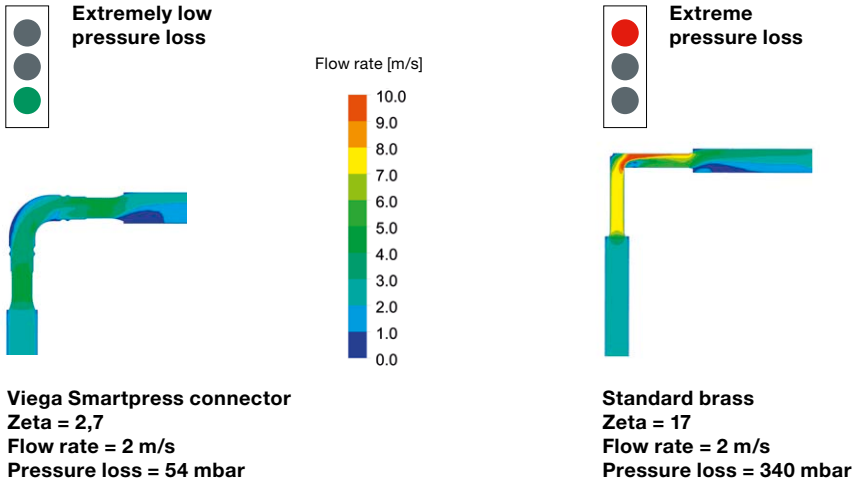 Extremely low
pressure loss
Flow rate [m/s]
10.0
9.0
8.0
7.0
6.0
5.0
4.0
3.0
2.0
1.0
0.0
Extreme
pressure loss
Viega Smartpress connector
Zeta = 2,7
Flow rate = 2 m/s
Pressure loss = 54 mbar
Standard brass
Zeta = 17
Flow rate = 2 m/s
Pressure loss = 340 mbar